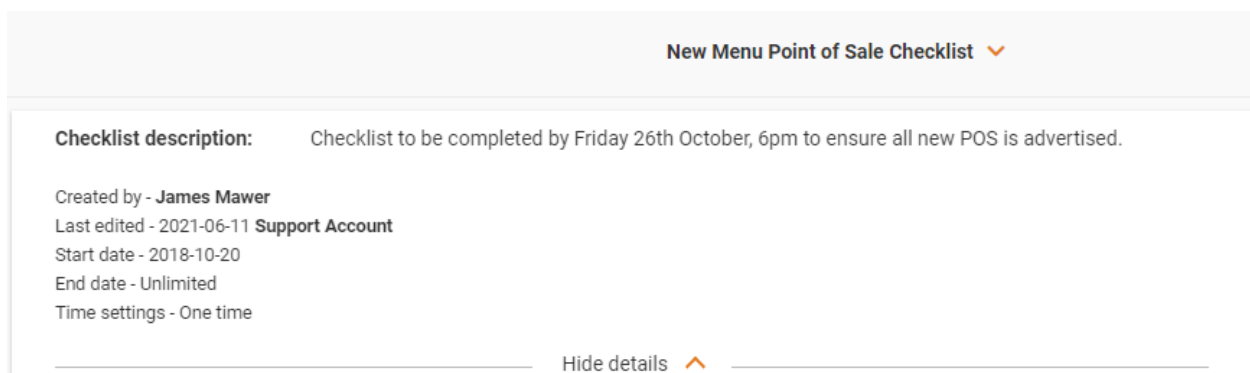 New Menu Point of Sale Checklist
Checklist description: Checklist to be completed by Friday 26th October, 6pm to ensure all new POS is advertised.
Created by - James Mawer
Last edited - 2021-06-11 Support Account
Start date - 2018-10-20
End date - Unlimited
Time settings - One time
Hide details